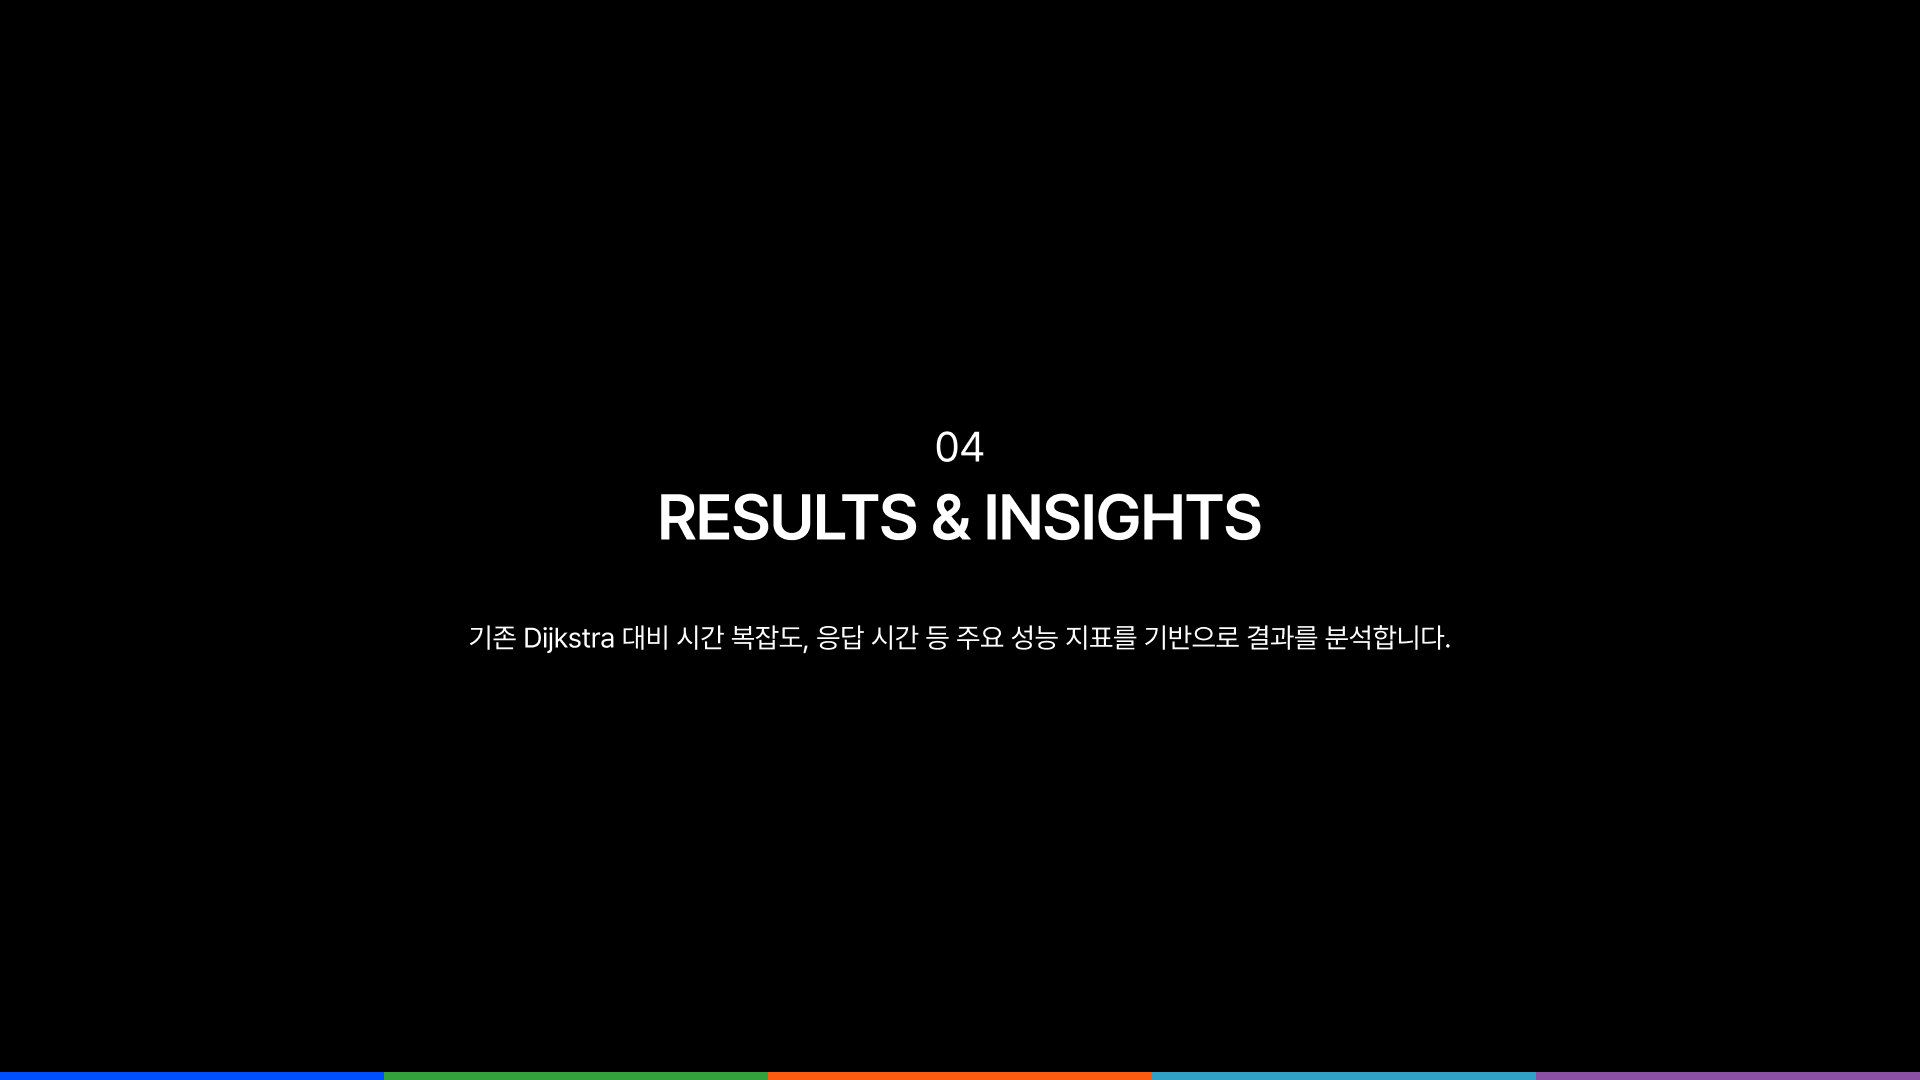 04
RESULTS & INSIGHTS
기존 Dijkstra 대비 시간 복잡도, 응답 시간 등 주요 성능 지표를 기반으로 결과를 분석합니다.